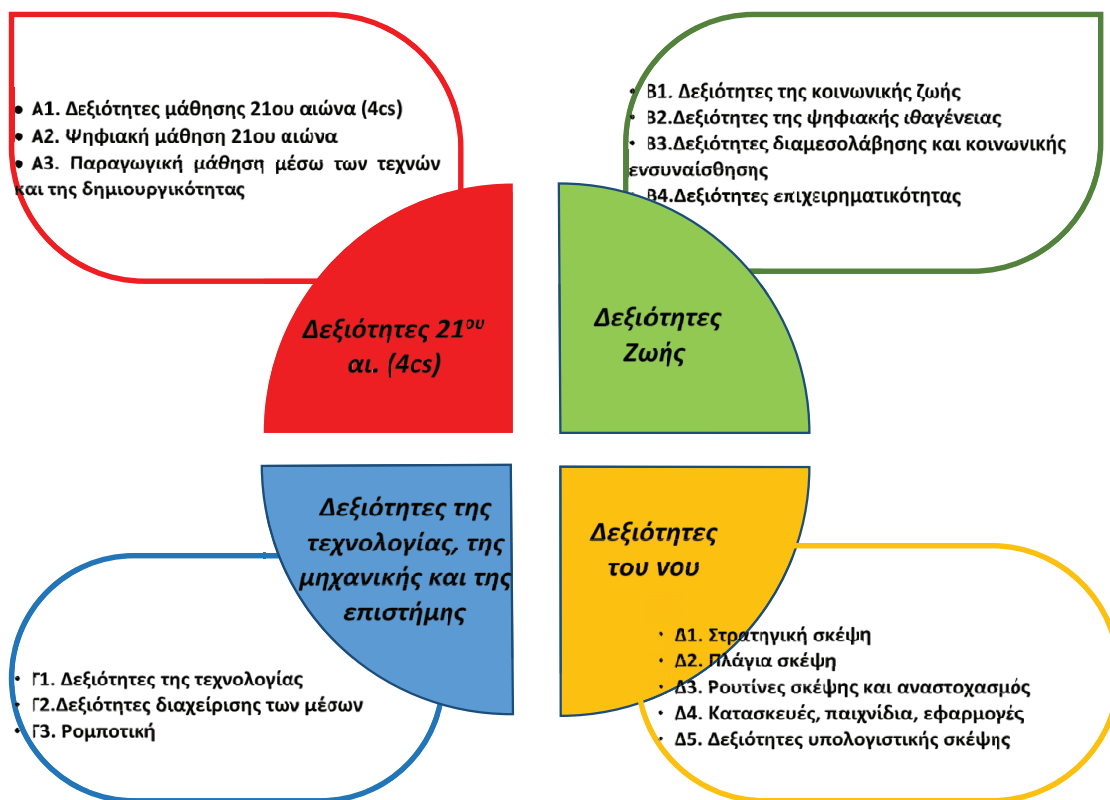 • Α1. Δεξιότητες μάθησης 21ου αιώνα (4cs)
• Α2. Ψηφιακή μάθηση 21ου αιώνα
• Α3. Παραγωγική μάθηση μέσω των τεχνών
και της δημιουργικότητας
• Β1. Δεξιότητες της κοινωνικής ζωής
• Β2.Δεξιότητες της ψηφιακής ιθαγένειας
• Β3.Δεξιότητες διαμεσολάβησης και κοινωνικής
ενσυναίσθησης
• Β4.Δεξιότητες επιχειρηματικότητας
Δεξιότητες 21ου
αι. (4cs)
Δεξιότητες
Ζωής
Δεξιότητες της
τεχνολογίας, της
μηχανικής και της
επιστήμης
Δεξιότητες
του νου
• Γ1. Δεξιότητες της τεχνολογίας
• Γ2.Δεξιότητες διαχείρισης των μέσων
• Γ3. Ρομποτική
• Δ1. Στρατηγική σκέψη
• Δ2. Πλάγια σκέψη
• Δ3. Ρουτίνες σκέψης και αναστοχασμός
• Δ4. Κατασκευές, παιχνίδια, εφαρμογές
• Δ5. Δεξιότητες υπολογιστικής σκέψης